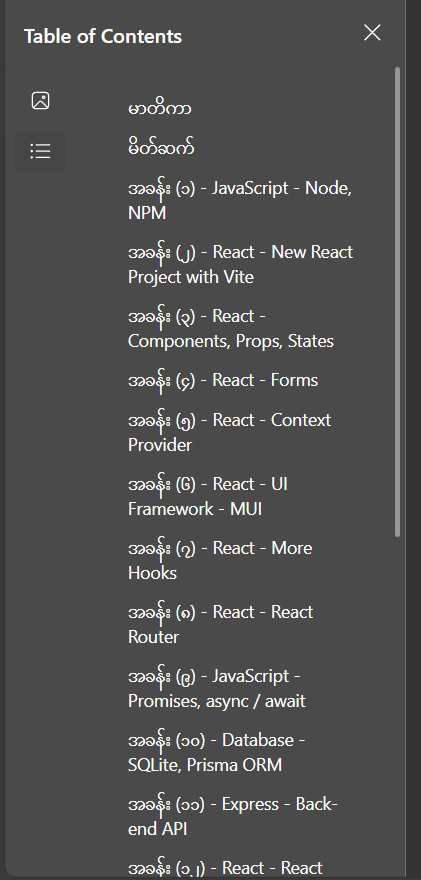 Table of Contents
မာတိကာ
မိတ်ဆက်
အခန်း (၁) - JavaScript - Node,
NPM
အခန်း (၂) - React - New React
Project with Vite
အခန်း (၃) - React -
Components, Props, States
အခန်း (၄) - React - Forms
အခန်း (၅) - React - Context
Provider
အခန်း (၆) - React - UI
Framework - MUI
အခန်း (၇) - React - More
Hooks
အခန်း (၈) - React - React
Router
အခန်း (၉) - JavaScript -
Promises, async / await
အခန်း (၁၀) - Database -
SQLite, Prisma ORM
အခန်း (၁၁) - Express - Back-
end API
အခန်း (၁၂) - React - React